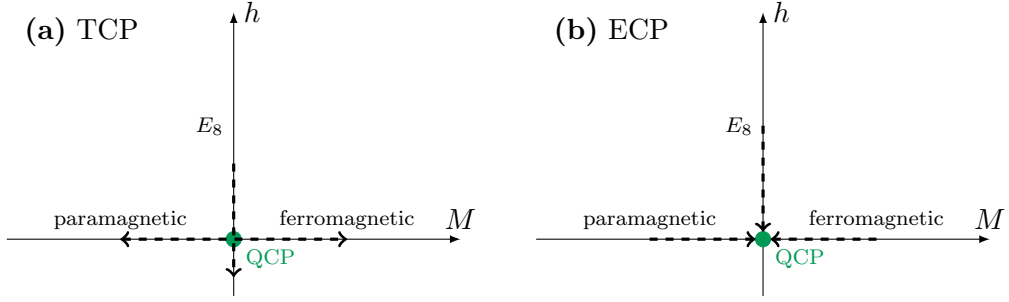 (a) TCP
h
E₈
paramagnetic
ferromagnetic
M
QCP
(b) ECP
h
E₈
paramagnetic
ferromagnetic
M
QCP